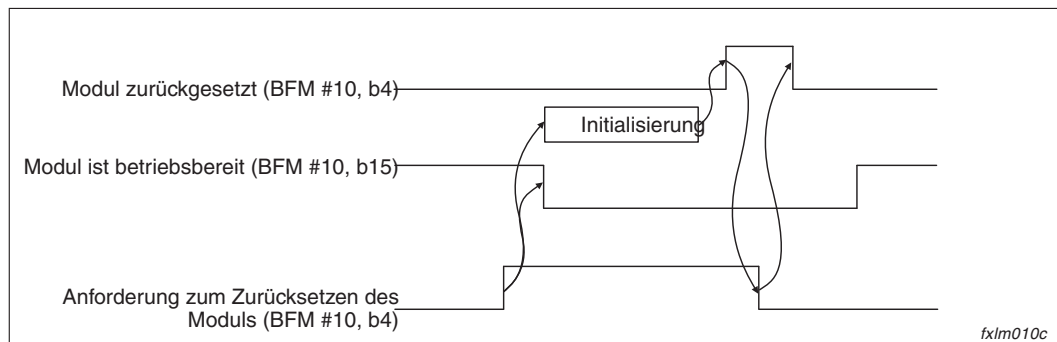 Modul zurückgesetzt (BFM #10, b4)
Initialisierung
Modul ist betriebsbereit (BFM #10, b15)
Anforderung zum Zurücksetzen des
Moduls (BFM #10, b4)
fxlm010c